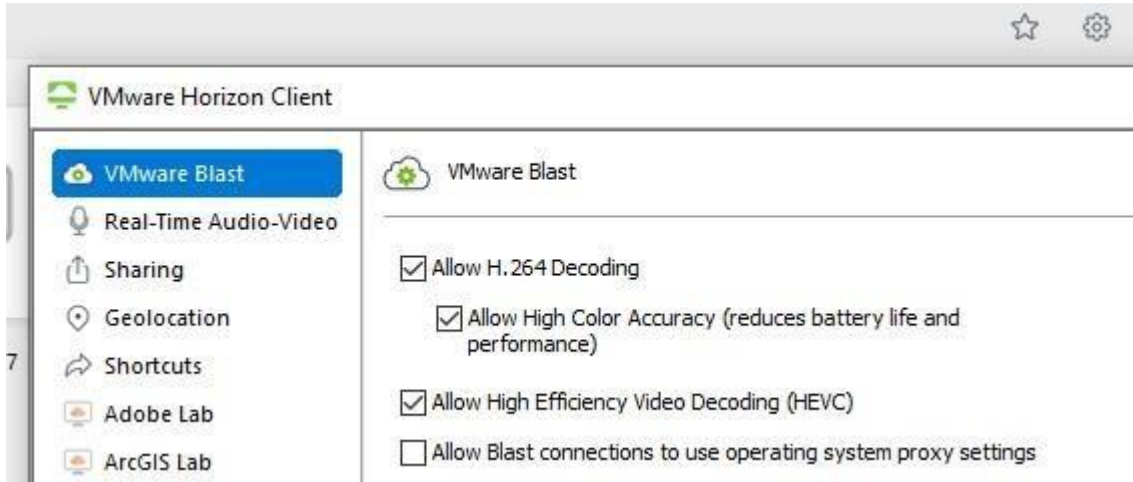 VMware Horizon Client
VMware Blast
Real-Time Audio-Video
Sharing
Geolocation
Shortcuts
Adobe Lab
ArcGIS Lab
7
VMware Blast
Allow H.264 Decoding
Allow High Color Accuracy (reduces battery life and
performance)
Allow High Efficiency Video Decoding (HEVC)
Allow Blast connections to use operating system proxy settings